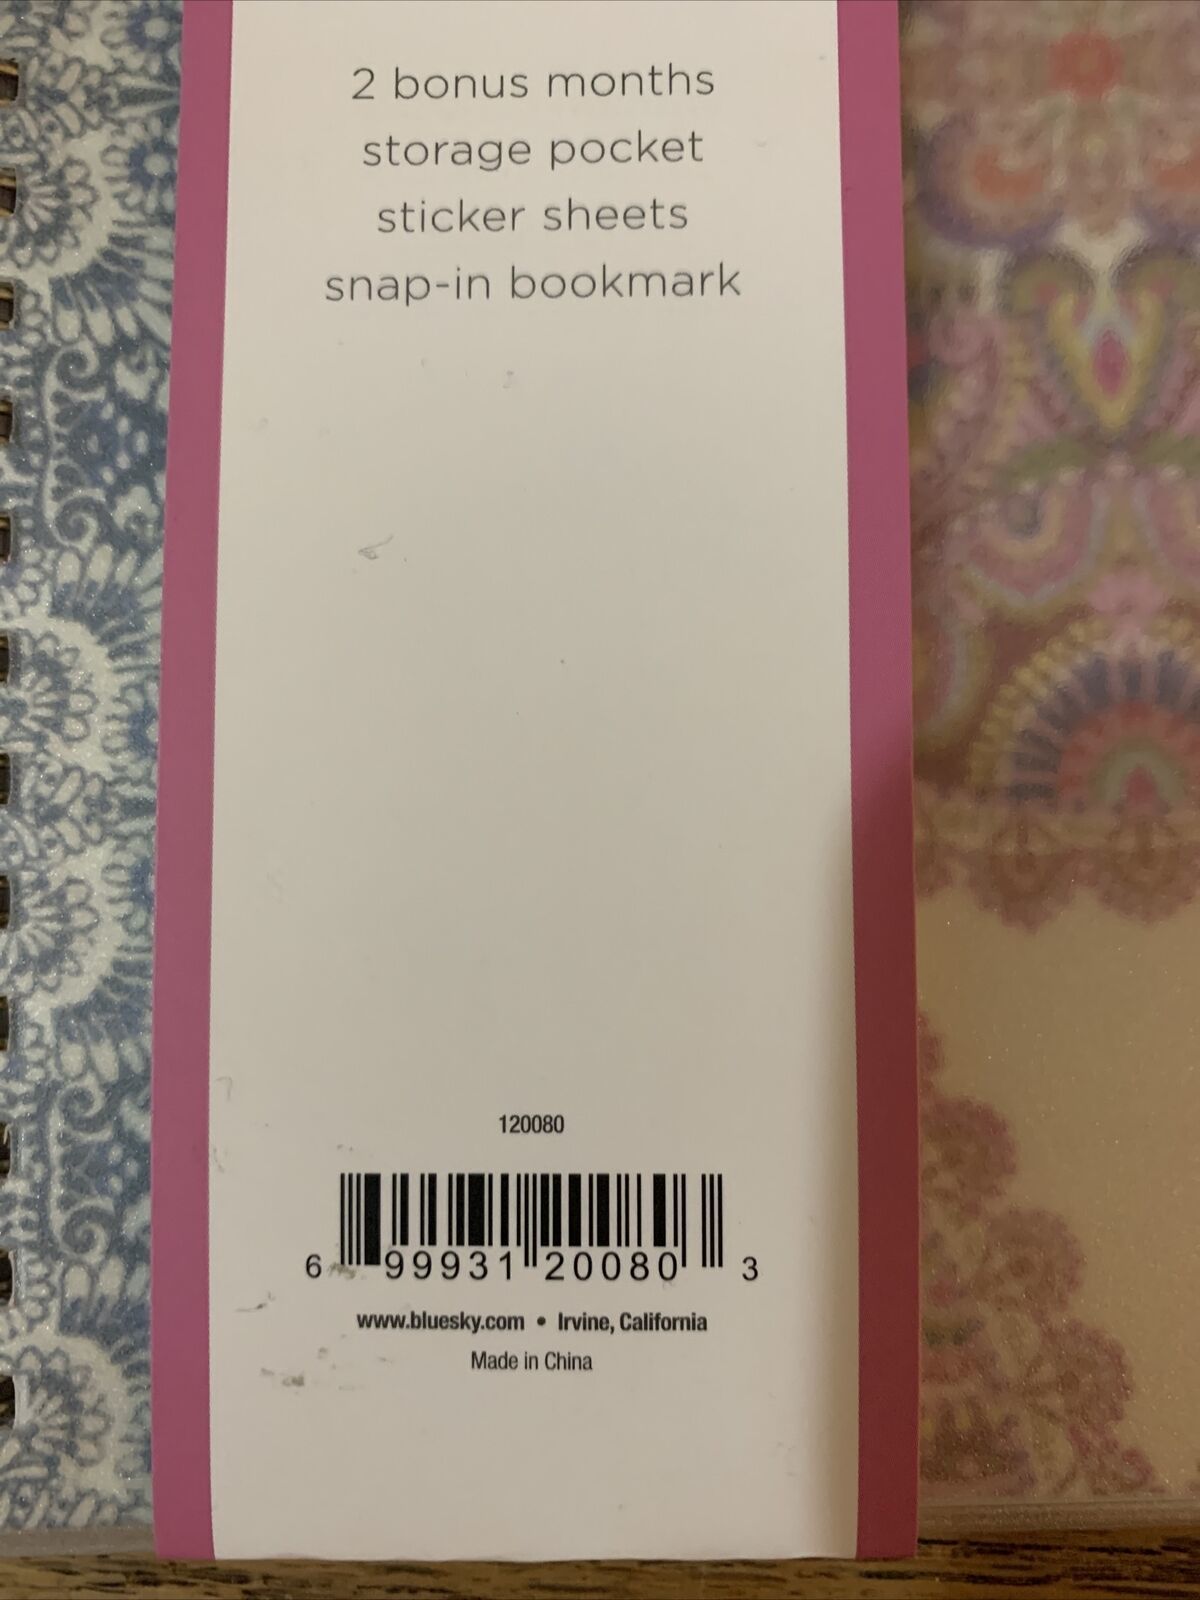 2 bonus months
storage pocket
sticker sheets
snap-in bookmark
120080
6 99931 20080 3
www.bluesky.com • Irvine, California
Made in China